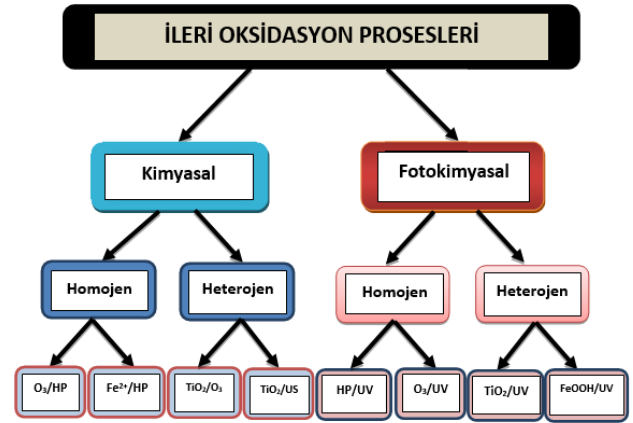 İLERİ OKSİDASYON PROSESLERİ
Kimyasal
Fotokimyasal
Homojen
Heterojen
Homojen
Heterojen
O₃/HP
Fe²⁺/HP
TiO₂/O₃
TiO₂/US
HP/UV
O₃/UV
TiO₂/UV
FeOOH/UV